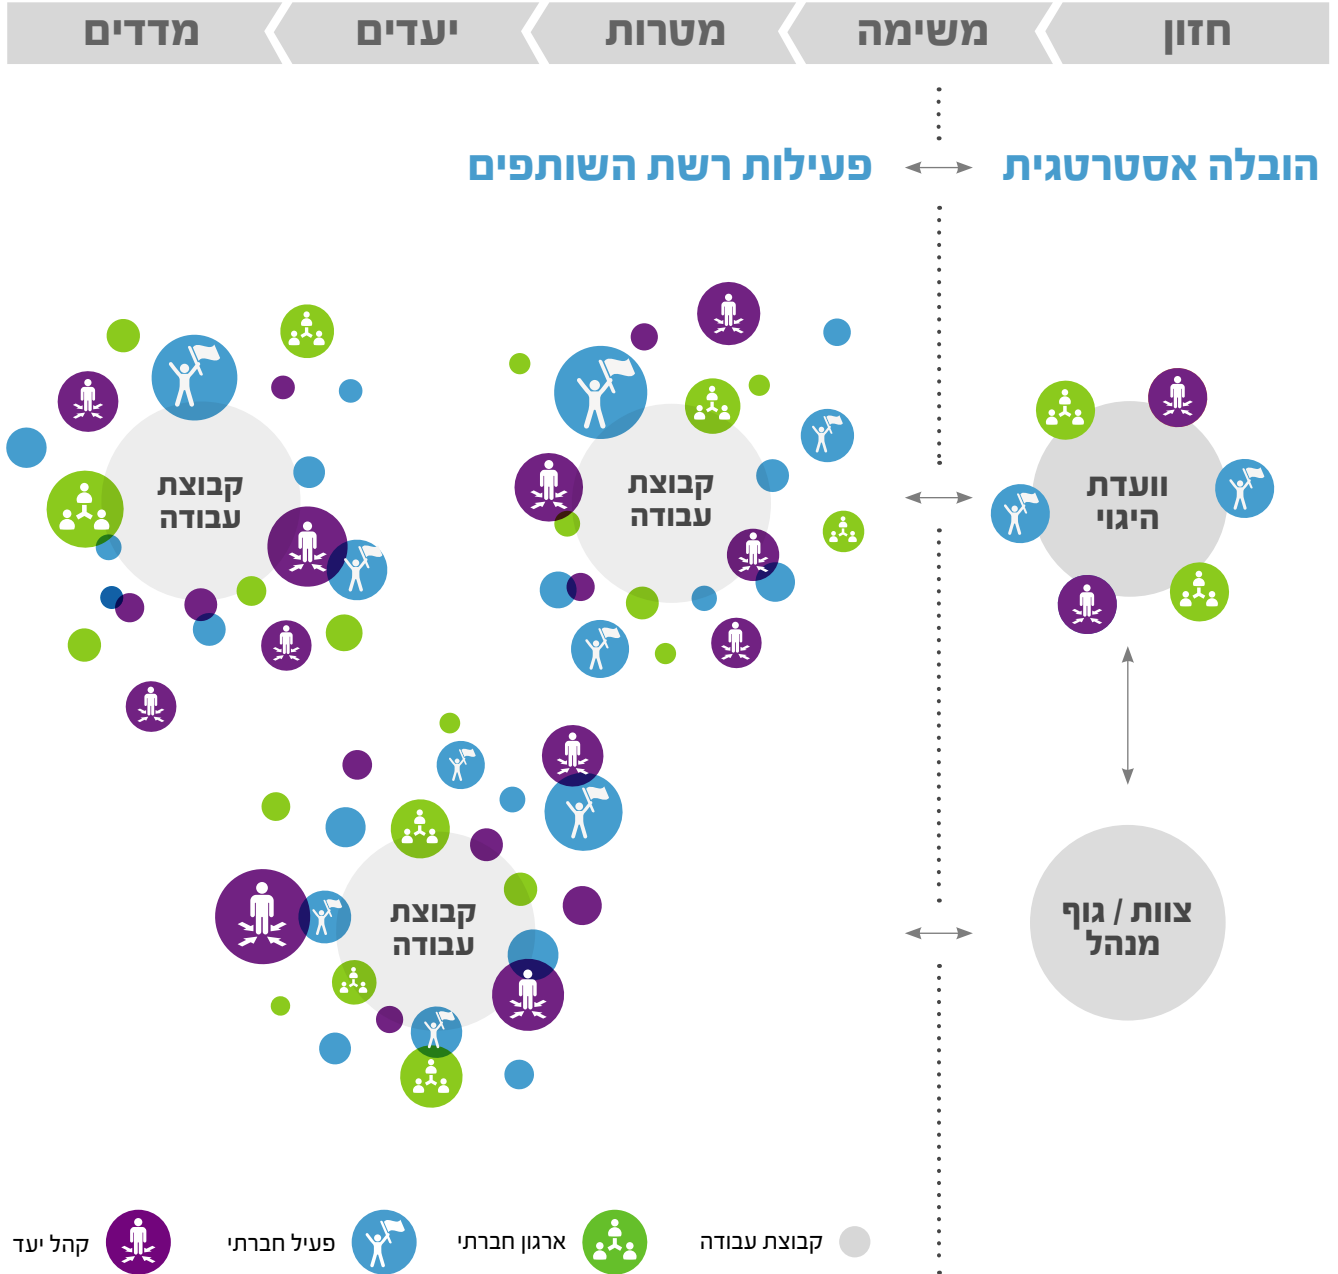 חזון
משימה
מטרות
יעדים
מדדים
הובלה אסטרטגית
פעילות רשת השותפים
וועדת
היגוי
קבוצת
עבודה
קבוצת
עבודה
צוות / גוף
מנהל
קבוצת
עבודה
קבוצת עבודה
ארגון חברתי
פעיל חברתי
קהל יעד